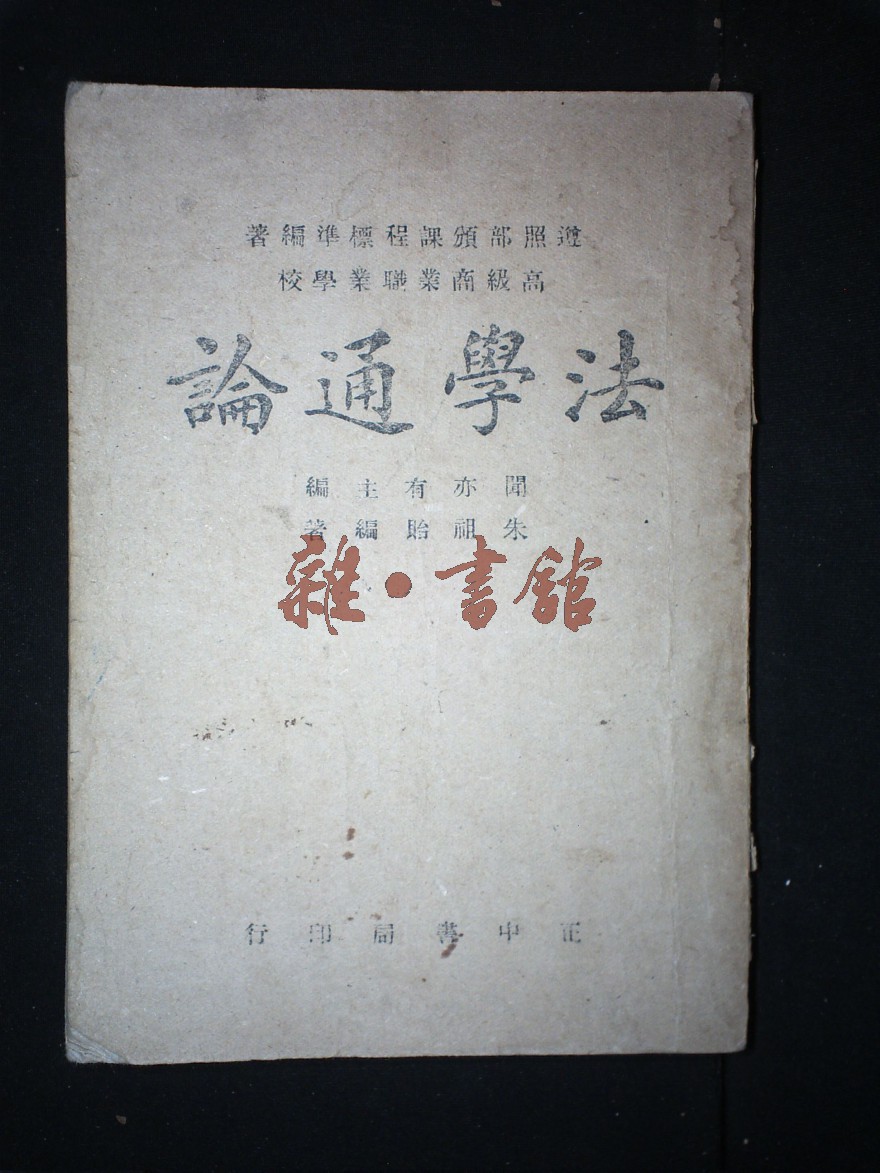 遵照部頒課程標準編著
高級商業職業學校
法學通論
聞亦有主編
朱祖貽編著
雜·書館
正中書局印行